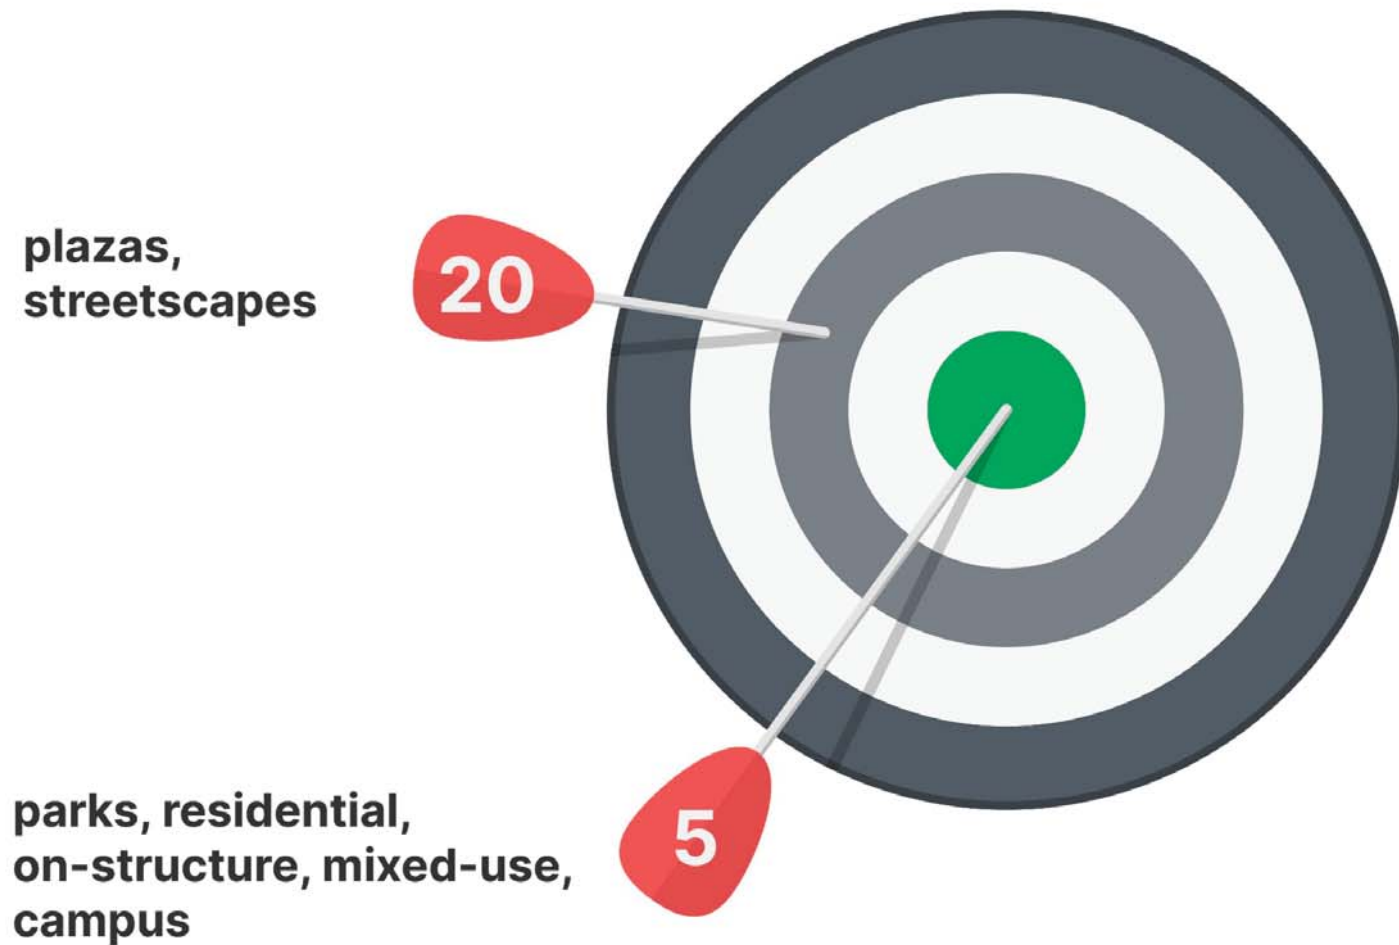 plazas,
streetscapes
20
parks, residential,
on-structure, mixed-use,
campus
5